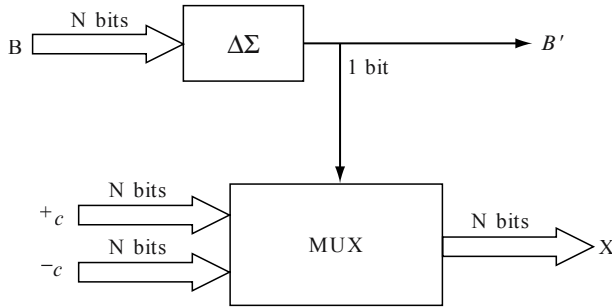 N bits
B
ΔΣ
B′
1 bit
N bits
+c
N bits
−c
MUX
N bits
X